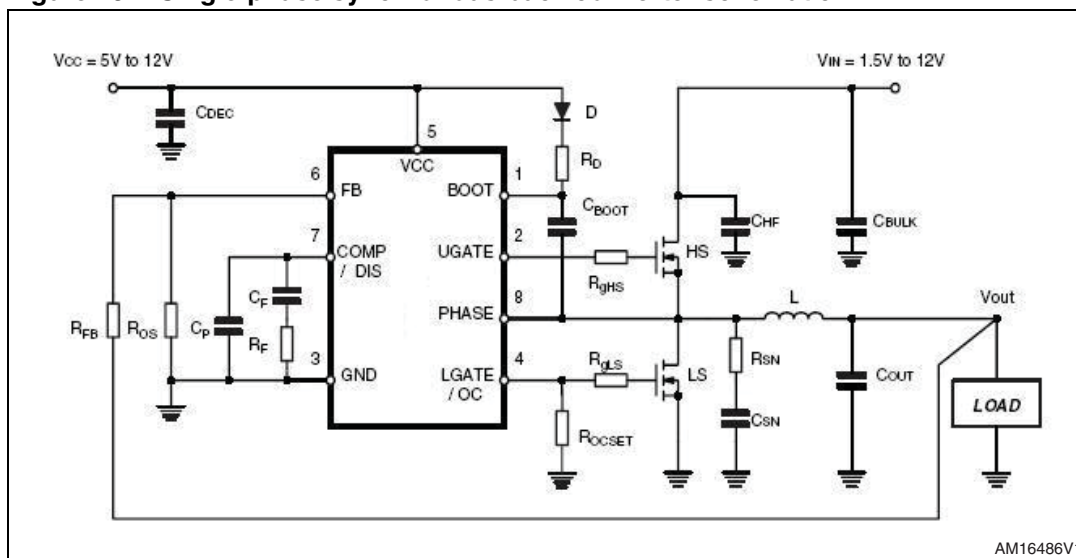 Vcc = 5V to 12V
VIN = 1.5V to 12V
CDEC
D
5
VCC
RD
6
FB
BOOT
1
CBOOT
CHF
CBULK
7
COMP
/ DIS
UGATE
2
HS
RgHS
CF
L
Vout
PHASE
8
RFB
ROS
CP
RF
RgLS
RSN
3
GND
LGATE
/ OC
4
LS
COUT
LOAD
CSN
ROCSET
AM16486V1